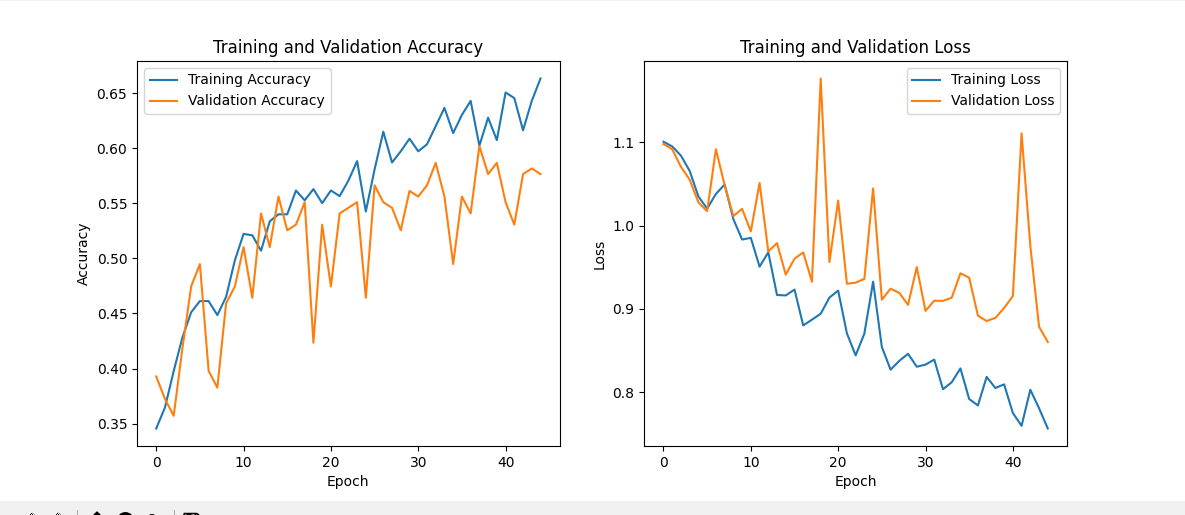 Training and Validation Accuracy
Training Accuracy
Validation Accuracy
0.65
0.60
0.55
0.50
0.45
0.40
0.35
Accuracy
0
10
20
30
40
Epoch
Training and Validation Loss
Training Loss
Validation Loss
1.1
1.0
0.9
0.8
Loss
0
10
20
30
40
Epoch